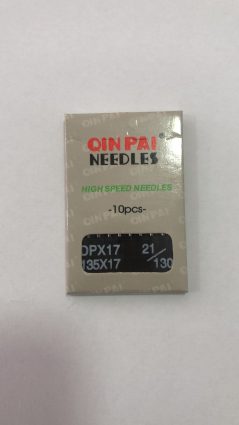 QIN PAI®
NEEDLES
HIGH SPEED NEEDLES
-10pcs-
DPX17 21/
135X17 130